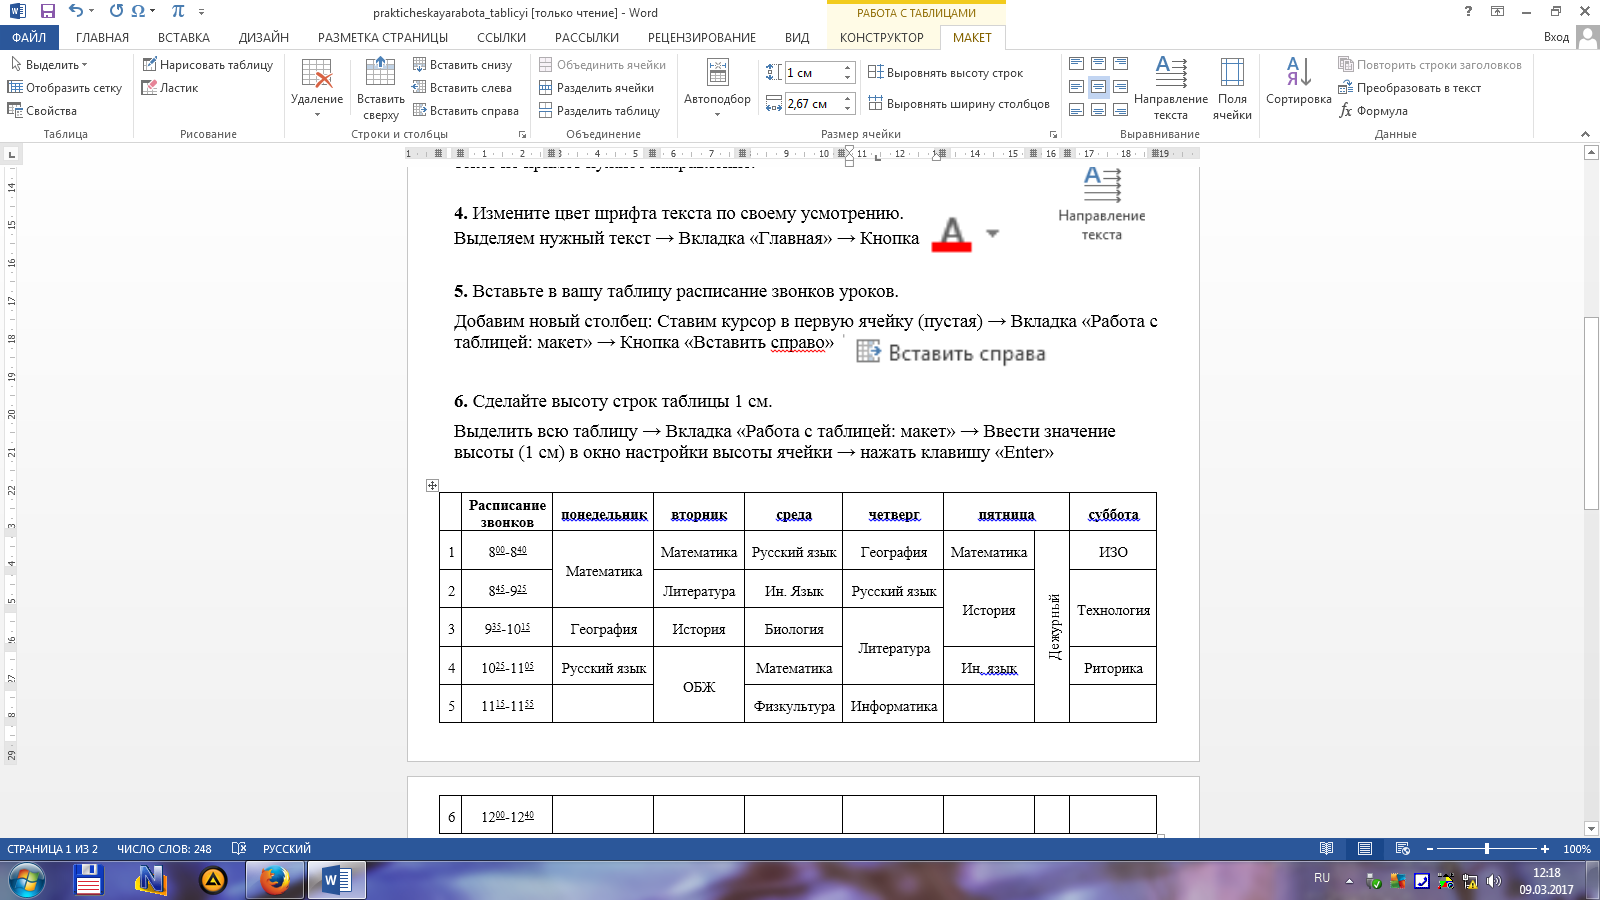 prakticheskayarabota_tablicyi [только чтение] - Word
РАБОТА С ТАБЛИЦАМИ
ФАЙЛ ГЛАВНАЯ ВСТАВКА ДИЗАЙН РАЗМЕТКА СТРАНИЦЫ ССЫЛКИ РАССЫЛКИ РЕЦЕНЗИРОВАНИЕ ВИД КОНСТРУКТОР МАКЕТ Вход
Выделить
Отобразить сетку
Свойства
Таблица
Нарисовать таблицу
Ластик
Рисование
Удаление
Вставить сверху
Вставить снизу
Вставить слева
Вставить справа
Строки и столбцы
Объединить ячейки
Разделить ячейки
Разделить таблицу
Объединение
Автоподбор
1 см
2,67 см
Выровнять высоту строк
Выровнять ширину столбцов
Размер ячейки
Направление текста
Поля ячейки
Выравнивание
Сортировка
Повторить строки заголовков
Преобразовать в текст
Формула
Данные
Направление
текста
4. Измените цвет шрифта текста по своему усмотрению.
Выделяем нужный текст → Вкладка «Главная» → Кнопка
5. Вставьте в вашу таблицу расписание звонков уроков.
Добавим новый столбец: Ставим курсор в первую ячейку (пустая) → Вкладка «Работа с
таблицей: макет» → Кнопка «Вставить справо»
Вставить справа
6. Сделайте высоту строк таблицы 1 см.
Выделить всю таблицу → Вкладка «Работа с таблицей: макет» → Ввести значение
высоты (1 см) в окно настройки высоты ячейки → нажать клавишу «Enter»
Расписание звонков понедельник вторник среда четверг пятница суббота
1 800-840 Математика Математика Русский язык География Математика Дежурный ИЗО
2 845-925 Литература Ин. Язык Русский язык История Технология
3 935-1015 География История Биология Литература
4 1025-1105 Русский язык ОБЖ Математика Ин. язык Риторика
5 1115-1155 Физкультура Информатика
6 1200-1240
СТРАНИЦА 1 ИЗ 2 ЧИСЛО СЛОВ: 248 РУССКИЙ 100%
RU 12:18
09.03.2017